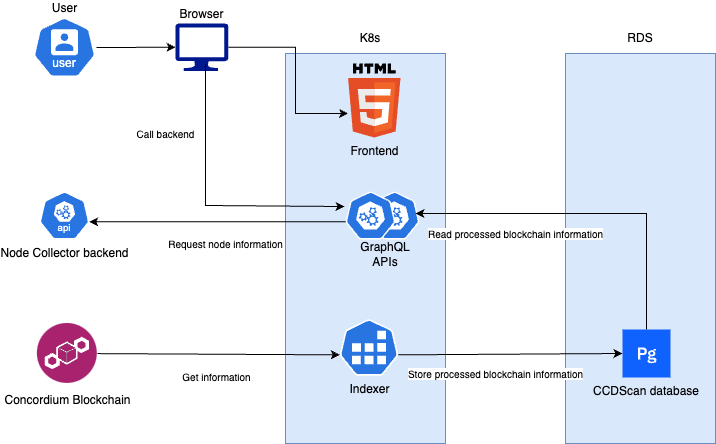 User
Browser
K8s
RDS
user
HTML
5
Call backend
Frontend
api
Request node information
Node Collector backend
GraphQL
APIs
Read processed blockchain information
Pg
Get information
Concordium Blockchain
Indexer
Store processed blockchain information
CCDScan database